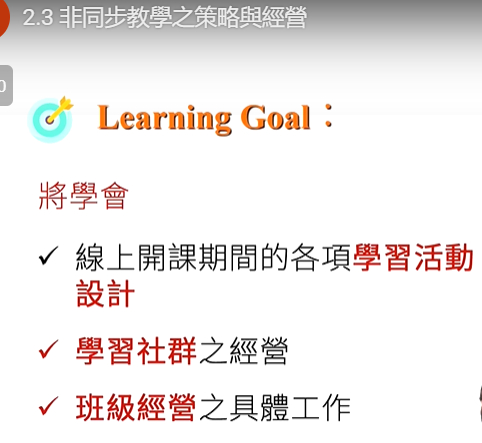 2.3 非同步教學之策略與經營
0
Learning Goal：
將學會
✓ 線上開課期間的各項學習活動
設計
✓ 學習社群之經營
✓ 班級經營之具體工作